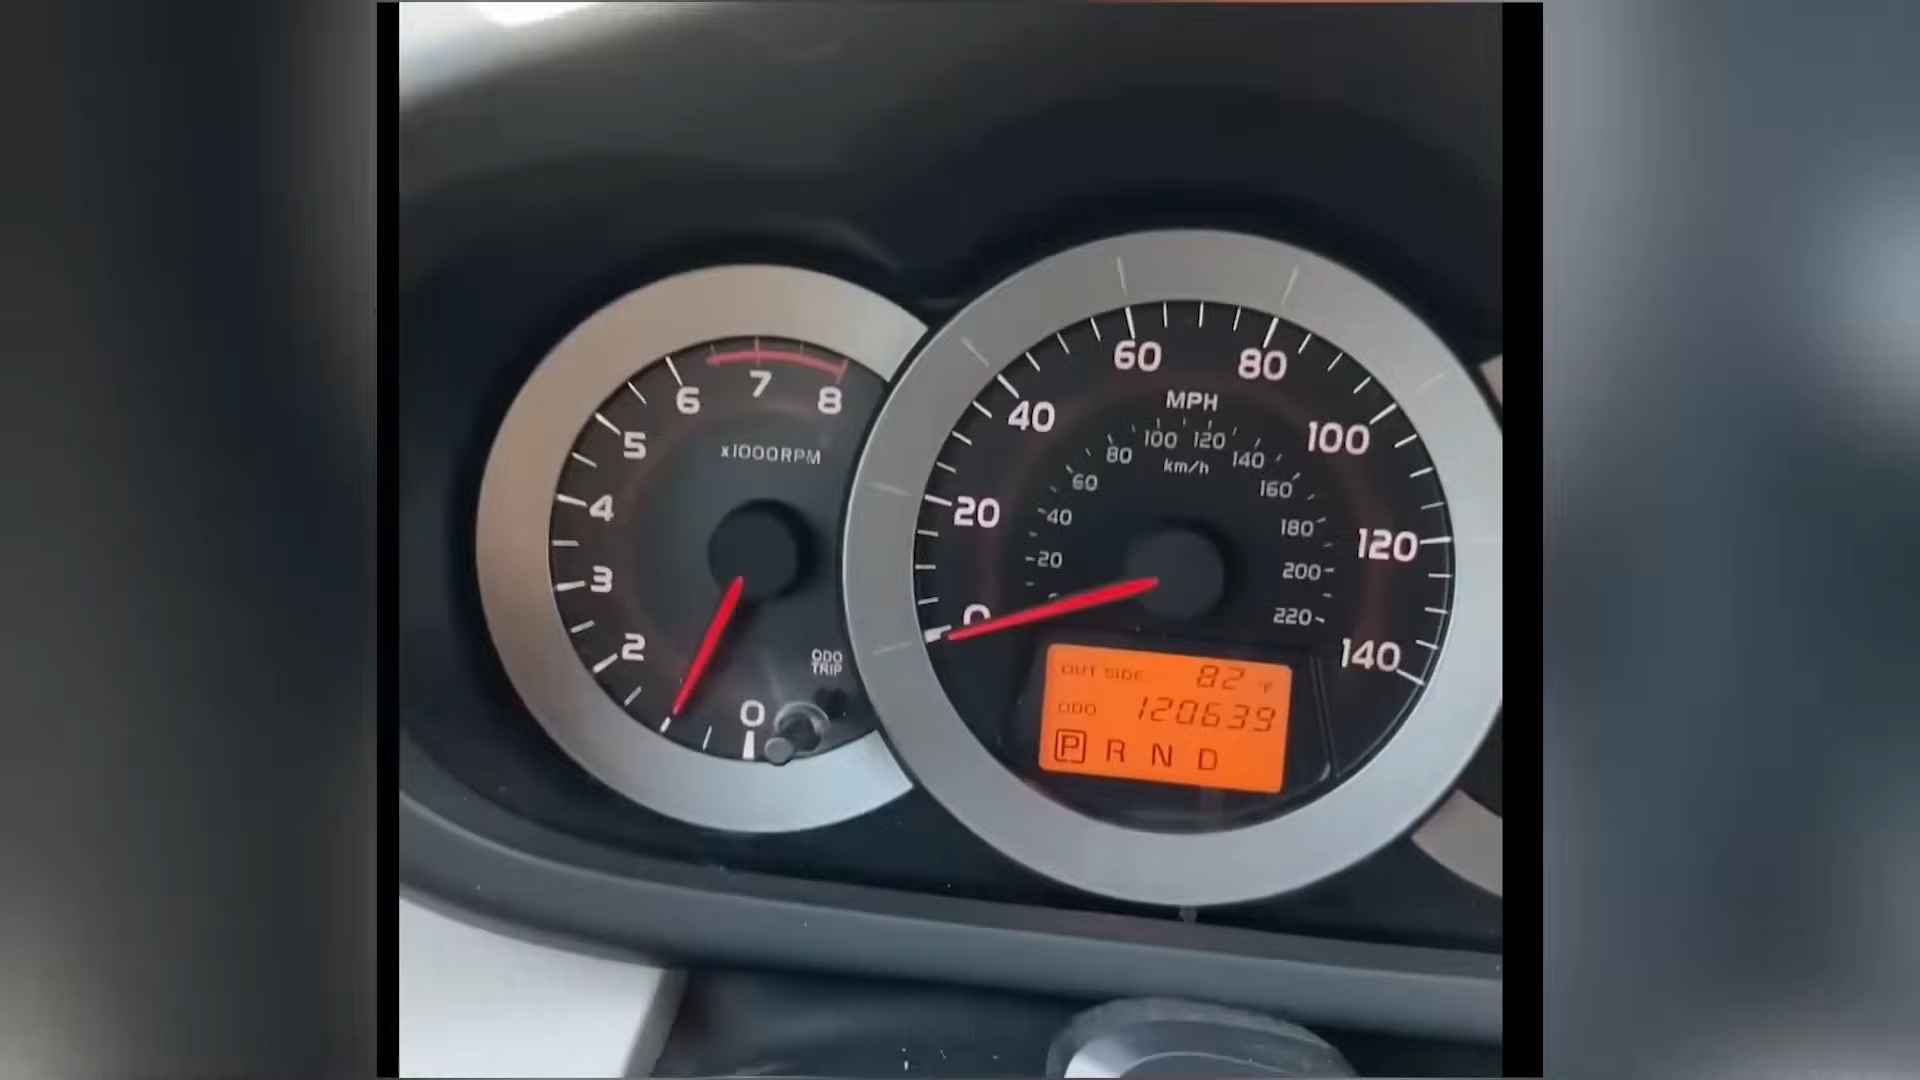 6 7 8
5
x1000RPM
4
3
2
ODO
TRIP
0
60 80
MPH
40 100
80 100 120 140
km/h
60 160
20 40 180 120
20 200
0 220
140
OUT SIDE 82 °F
ODO 120639
P R N D